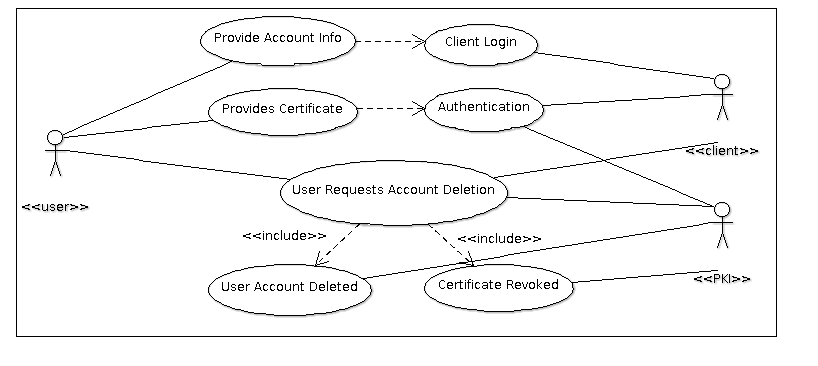 Provide Account Info
Client Login
Provides Certificate
Authentication
<<client>>
User Requests Account Deletion
<<user>>
<<include>>
<<include>>
<<PKI>>
User Account Deleted
Certificate Revoked